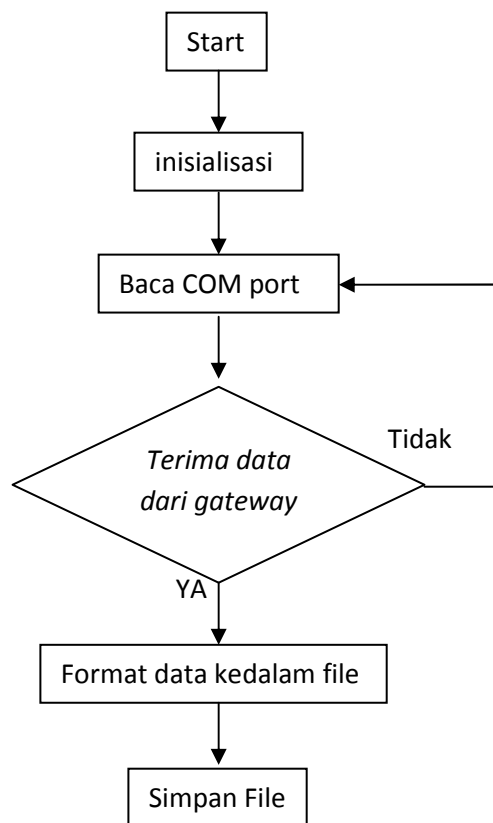 Start
inisialisasi
Baca COM port
Tidak
Terima data
dari gateway
YA
Format data kedalam file
Simpan File